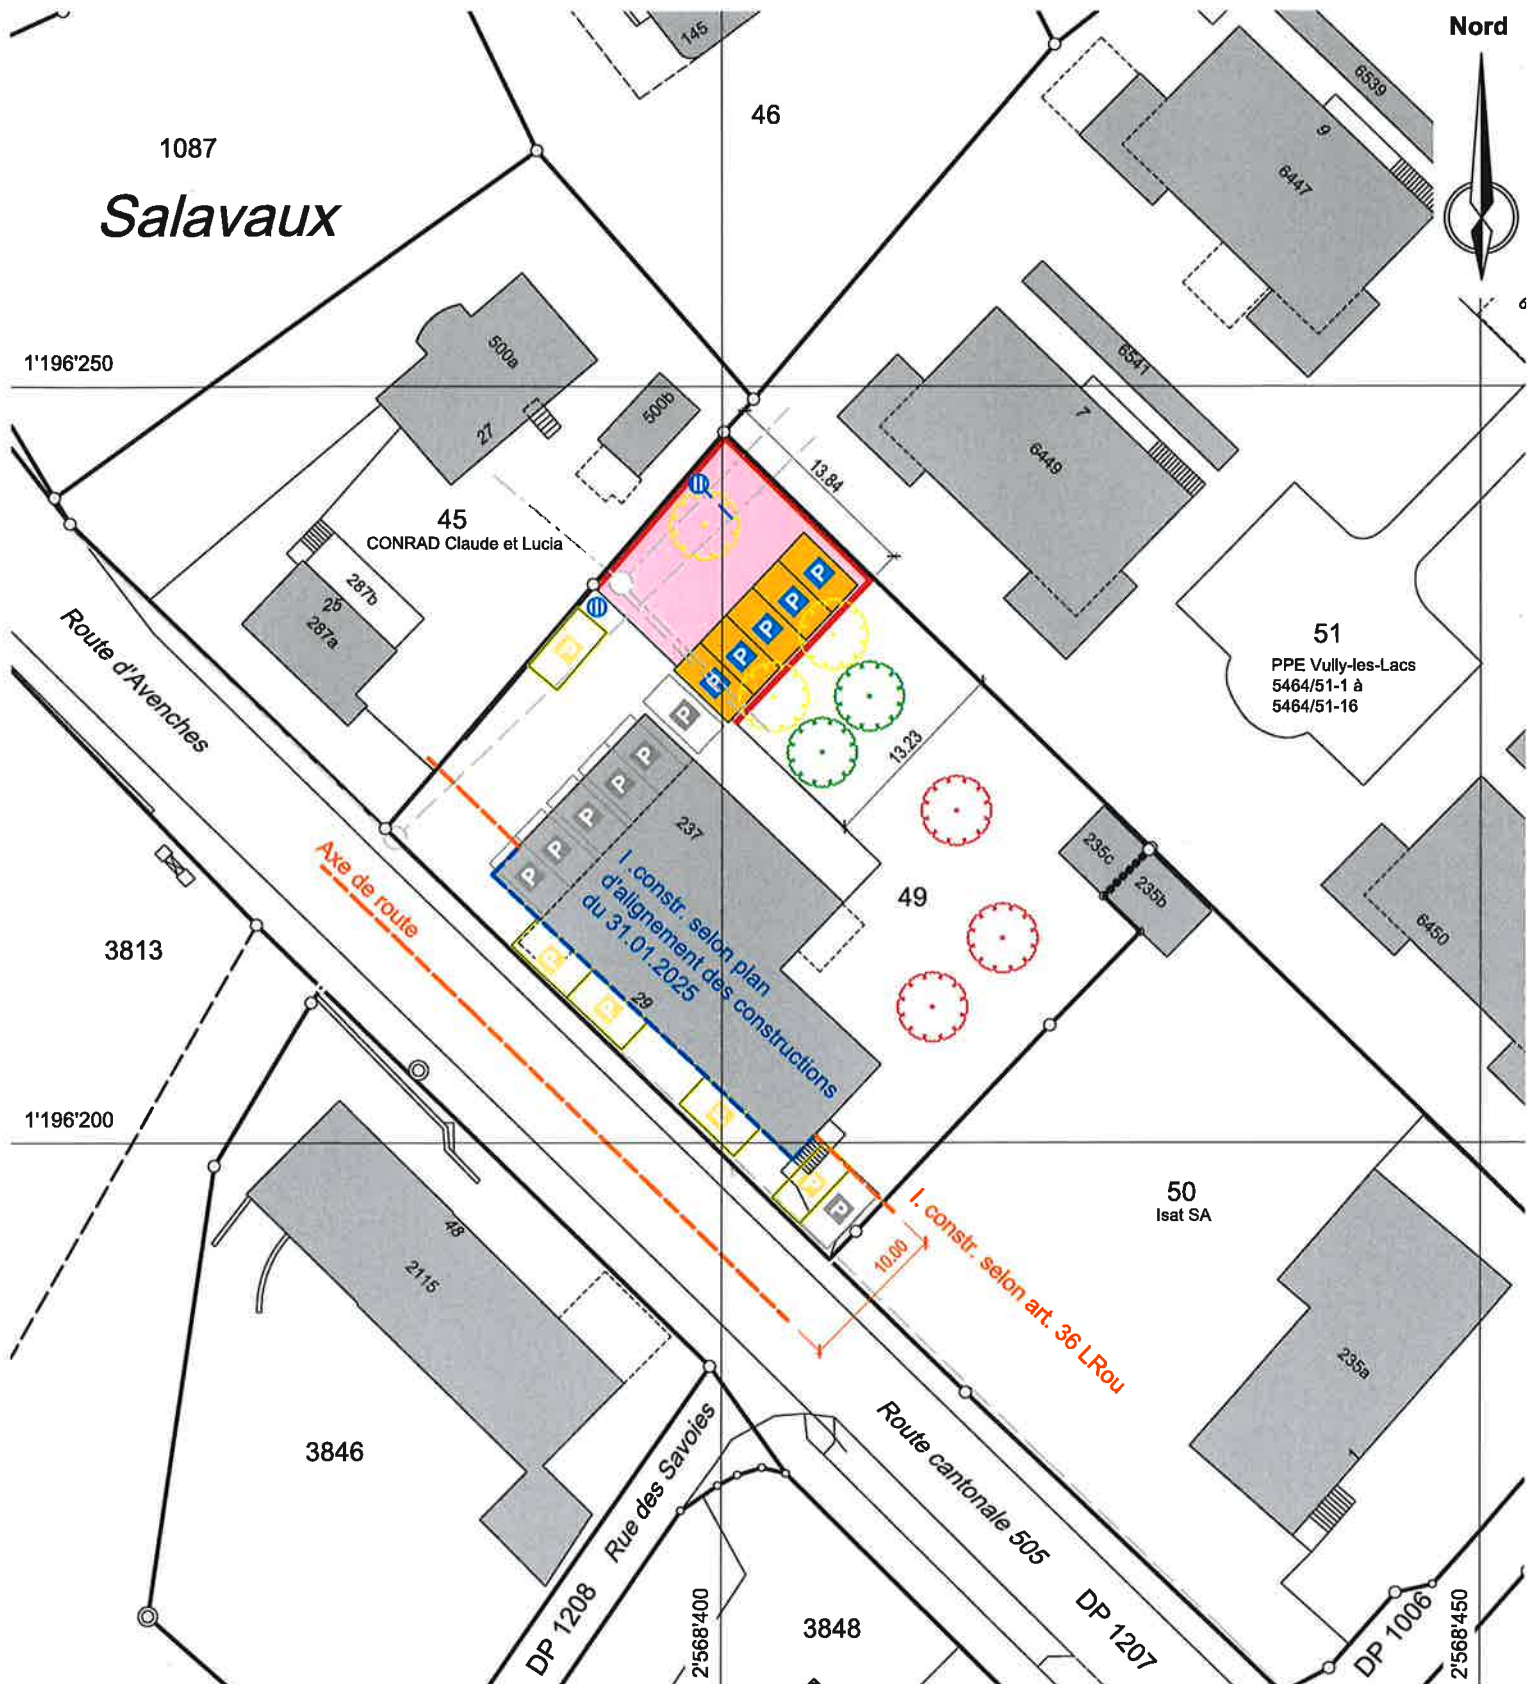 Nord
145
46
6539
9
1087
6447
Salavaux
6
1'196'250
500a
6541
7
500b
27
6449
13.84
45
CONRAD Claude et Lucia
P
P
P
P
P
287b
25
287a
51
PPE Vully-les-Lacs
5464/51-1 à
5464/51-16
Route d'Avenches
P
P
13.23
P
P
P
P
P
237
235c
235b
49
6450
Axe de route
l .constr. selon plan
d'alignement des constructions
du 31.01.2025
3813
P
P
29
1'196'200
P
P
P
50
Isat SA
l. constr. selon art. 36 LRou
10.00
48
2115
235a
1
3846
Rue des Savoies
Route cantonale 505
DP 1208
2'568'400
3848
DP 1207
DP 1006
2'568'450